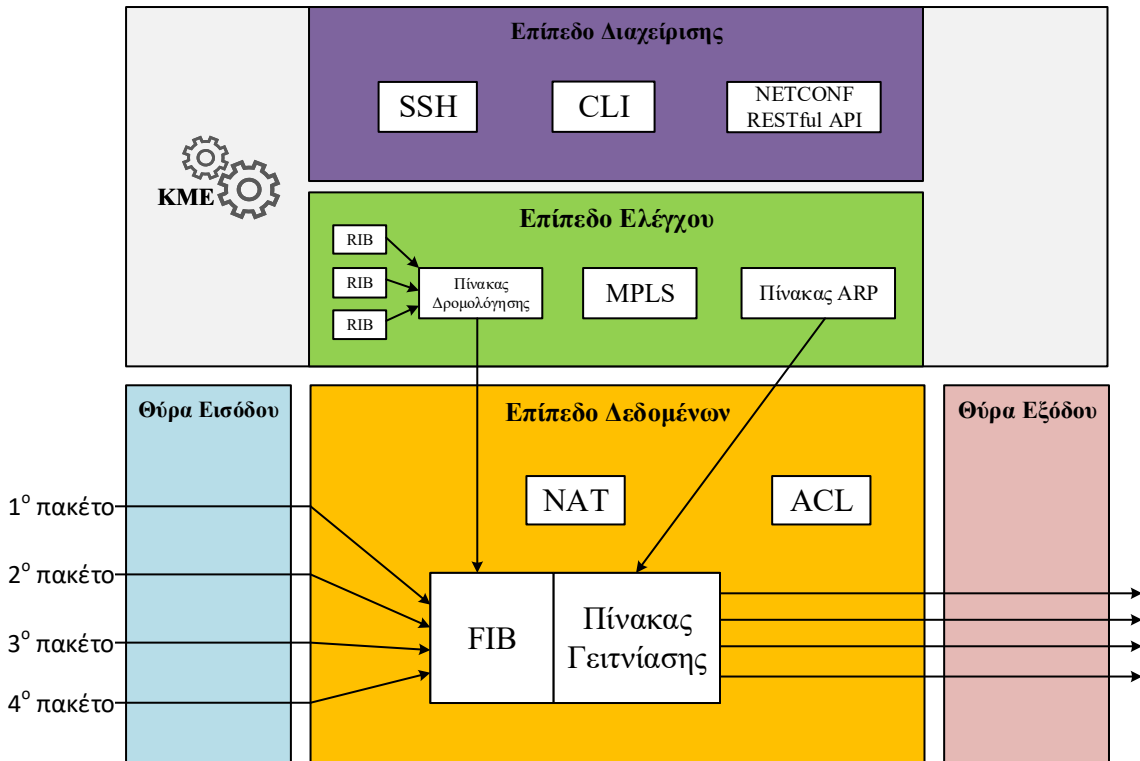 Επίπεδο Διαχείρισης
SSH
CLI
NETCONF
RESTful API
ΚΜΕ
Επίπεδο Ελέγχου
RIB
RIB
RIB
Πίνακας
Δρομολόγησης
MPLS
Πίνακας ARP
Θύρα Εισόδου
Επίπεδο Δεδομένων
Θύρα Εξόδου
NAT
ACL
1ο πακέτο
2ο πακέτο
3ο πακέτο
4ο πακέτο
FIB
Πίνακας
Γειτνίασης